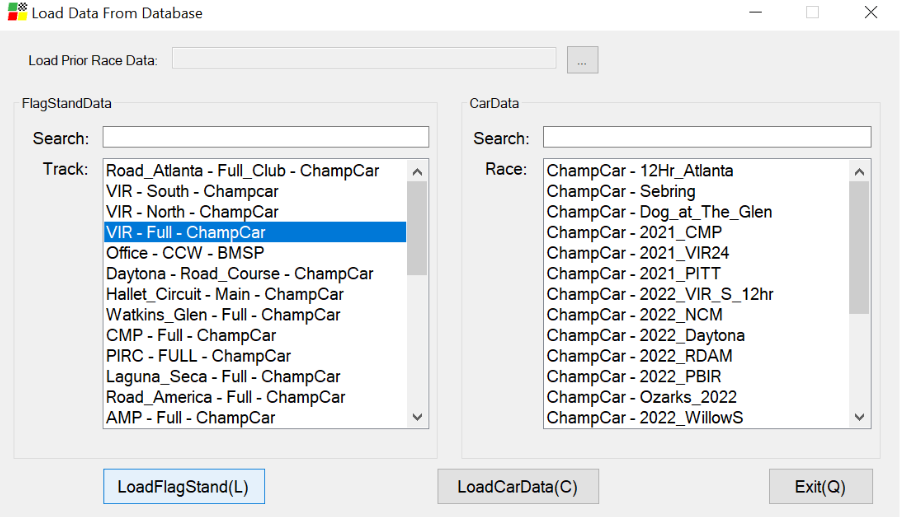 Load Data From Database
Load Prior Race Data:
...
FlagStandData
Search:
Track:
Road_Atlanta - Full_Club - ChampCar
VIR - South - Champcar
VIR - North - ChampCar
VIR - Full - ChampCar
Office - CCW - BMSP
Daytona - Road_Course - ChampCar
Hallet_Circuit - Main - ChampCar
Watkins_Glen - Full - ChampCar
CMP - Full - ChampCar
PIRC - FULL - ChampCar
Laguna_Seca - Full - ChampCar
Road_America - Full - ChampCar
AMP - Full - ChampCar
LoadFlagStand(L)
CarData
Search:
Race:
ChampCar - 12Hr_Atlanta
ChampCar - Sebring
ChampCar - Dog_at_The_Glen
ChampCar - 2021_CMP
ChampCar - 2021_VIR24
ChampCar - 2021_PITT
ChampCar - 2022_VIR_S_12hr
ChampCar - 2022_NCM
ChampCar - 2022_Daytona
ChampCar - 2022_RDAM
ChampCar - 2022_PBIR
ChampCar - Ozarks_2022
ChampCar - 2022_WillowS
LoadCarData(C)
Exit(Q)